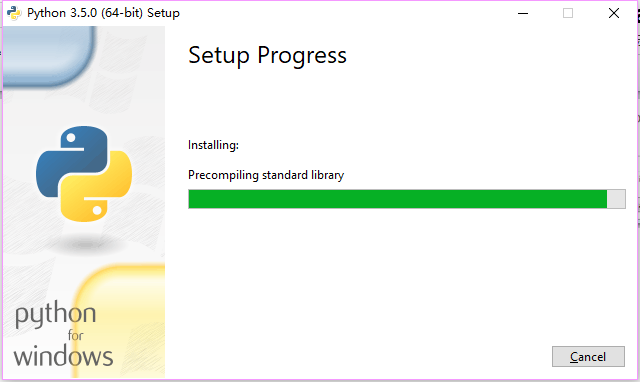 Python 3.5.0 (64-bit) Setup
Setup Progress
Installing:
Precompiling standard library
python
for
windows
Cancel